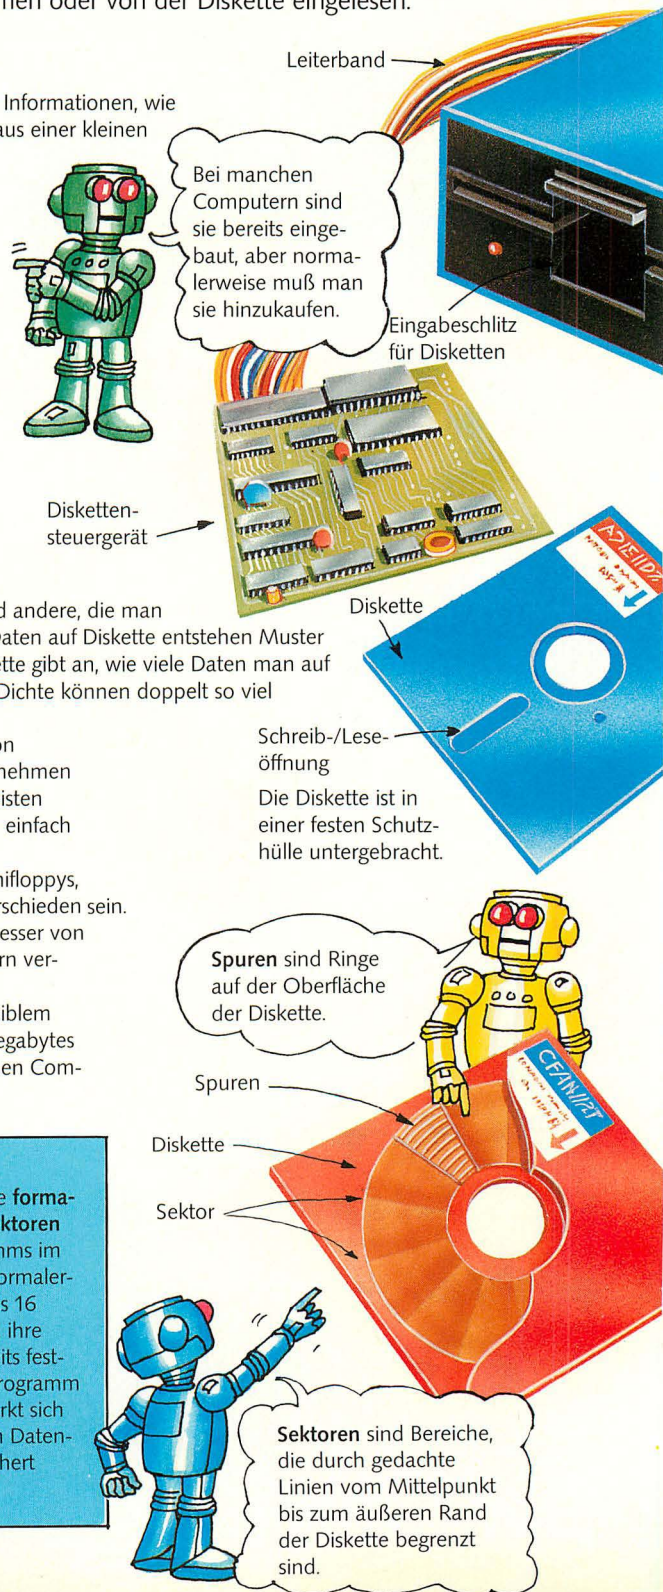 men oder von der Diskette eingelesen.
Leiterband
Informationen, wie
aus einer kleinen
Bei manchen
Computern sind
sie bereits einge-
baut, aber norma-
lerweise muß man
sie hinzukaufen.
Eingabeschlitz
für Disketten
Disketten-
steuergerät
d andere, die man
Daten auf Diskette entstehen Muster
ette gibt an, wie viele Daten man auf
Dichte können doppelt so viel
Diskette
on
nehmen
isten
einfach
nifloppys,
rschieden sein.
esser von
rn ver-
iblem
egabytes
en Com-
Schreib-/Lese-
öffnung
Die Diskette ist in
einer festen Schutz-
hülle untergebracht.
Spuren sind Ringe
auf der Oberfläche
der Diskette.
Spuren
Diskette
Sektor
e forma-
ktoren
mms im
ormaler-
s 16
ihre
its fest-
rogramm
rkt sich
n Daten-
hert
Sektoren sind Bereiche,
die durch gedachte
Linien vom Mittelpunkt
bis zum äußeren Rand
der Diskette begrenzt
sind.